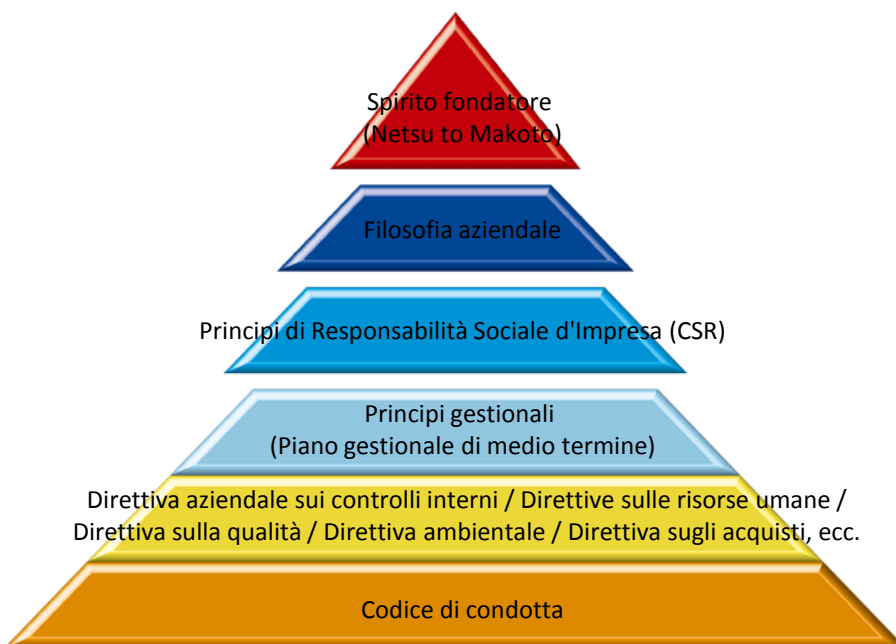 Spirito fondatore
(Netsu to Makoto)
Filosofia aziendale
Principi di Responsabilità Sociale d'Impresa (CSR)
Principi gestionali
(Piano gestionale di medio termine)
Direttiva aziendale sui controlli interni / Direttive sulle risorse umane /
Direttiva sulla qualità / Direttiva ambientale / Direttiva sugli acquisti, ecc.
Codice di condotta